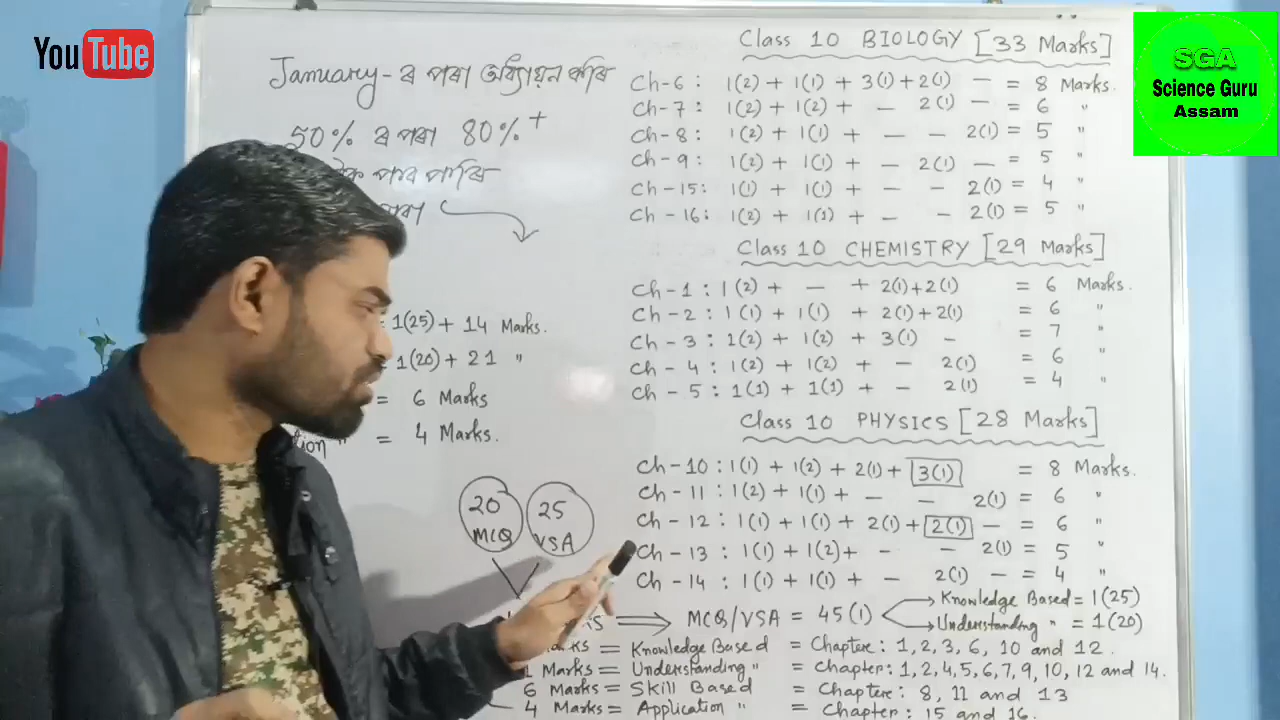 YouTube
January-ৰ পৰা অধ্যয়ন কৰি
50% ৰ পৰা 80%+
পাব পাৰি
পৰা
= 1(25) + 14 Marks.
= 1(20) + 21 "
= 6 Marks
= 4 Marks.
20 MCQ
25 VSA
SGA
Science Guru
Assam
Class 10 BIOLOGY [33 Marks]
Ch-6: 1(2) + 1(1) + 3(1) + 2(1) — = 8 Marks.
Ch-7: 1(2) + 1(2) + — 2(1) — = 6 "
Ch-8: 1(2) + 1(1) + — — 2(1) = 5 "
Ch-9: 1(2) + 1(1) + — 2(1) — = 5 "
Ch-15: 1(1) + 1(1) + — — 2(1) = 4 "
Ch-16: 1(2) + 1(1) + — — 2(1) = 5 "
Class 10 CHEMISTRY [29 Marks]
Ch-1: 1(2) + — + 2(1)+2(1) = 6 Marks.
Ch-2: 1(1) + 1(1) + 2(1)+2(1) = 6 "
Ch-3: 1(2) + 1(2) + 3(1) — = 7 "
Ch-4: 1(2) + 1(2) + — 2(1) = 6 "
Ch-5: 1(1) + 1(1) + — 2(1) = 4 "
Class 10 PHYSICS [28 Marks]
Ch-10: 1(1) + 1(2) + 2(1) + 3(1) = 8 Marks.
Ch-11: 1(2) + 1(1) + — — 2(1) = 6 "
Ch-12: 1(1) + 1(1) + 2(1) + 2(1) — = 6 "
Ch-13: 1(1) + 1(2) + — — 2(1) = 5 "
Ch-14: 1(1) + 1(1) + — 2(1) — = 4 "
MCQ/VSA = 45(1)
Knowledge Based = 1(25)
Understanding " = 1(20)
= Knowledge Based = Chapter: 1, 2, 3, 6, 10 and 12.
Marks = Understanding " = Chapter: 1, 2, 4, 5, 6, 7, 9, 10, 12 and 14.
6 Marks = Skill Based = Chapter: 8, 11 and 13
4 Marks = Application " = Chapter: 15 and 16.